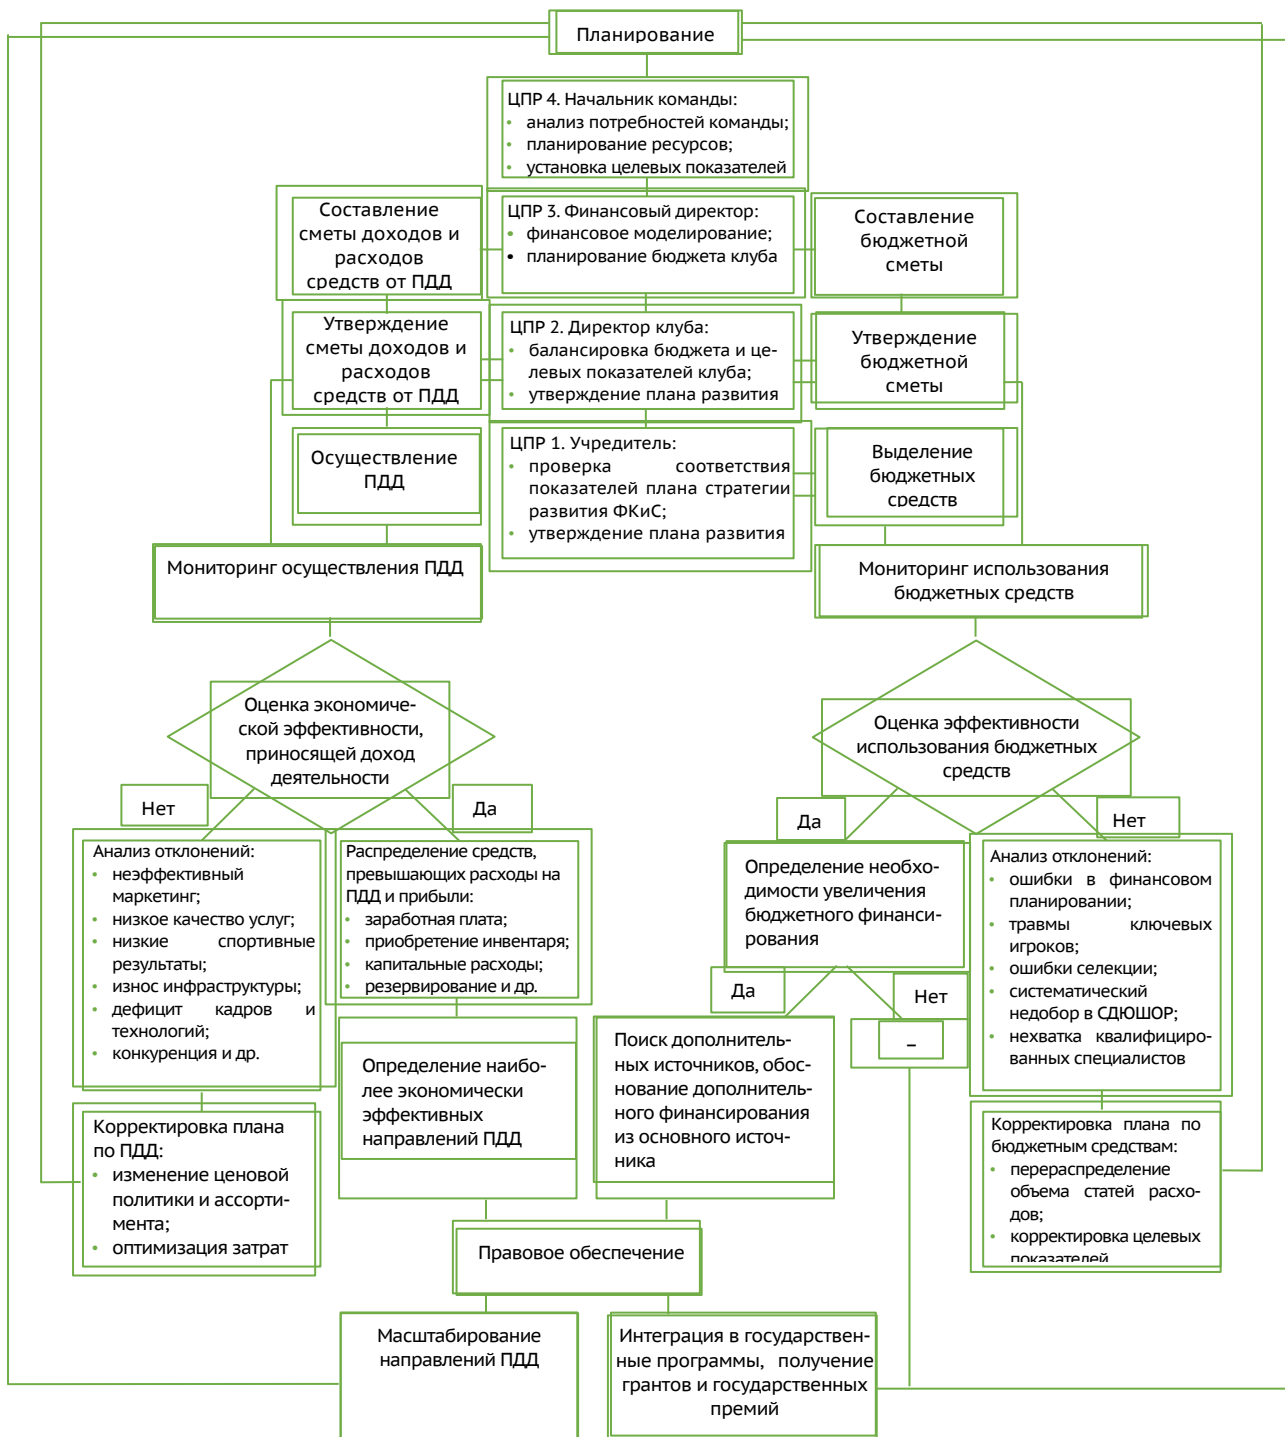 Планирование
ЦПР 4. Начальник команды:
• анализ потребностей команды;
• планирование ресурсов;
• установка целевых показателей
Составление
сметы доходов и
расходов
средств от ПДД
ЦПР 3. Финансовый директор:
• финансовое моделирование;
• планирование бюджета клуба
Составление
бюджетной
сметы
Утверждение
сметы доходов и
расходов
средств от ПДД
ЦПР 2. Директор клуба:
• балансировка бюджета и це-
левых показателей клуба;
• утверждение плана развития
Утверждение
бюджетной
сметы
Осуществление
ПДД
ЦПР 1. Учредитель:
• проверка соответствия
показателей плана стратегии
развития ФКиС;
• утверждение плана развития
Выделение
бюджетных
средств
Мониторинг осуществления ПДД
Мониторинг использования
бюджетных средств
Оценка экономиче-
ской эффективности,
приносящей доход
деятельности
Оценка эффективности
использования бюджетных
средств
Нет
Да
Да
Нет
Анализ отклонений:
• неэффективный
маркетинг;
• низкое качество услуг;
• низкие спортивные
результаты;
• износ инфраструктуры;
• дефицит кадров и
технологий;
• конкуренция и др.
Распределение средств,
превышающих расходы на
ПДД и прибыли:
• заработная плата;
• приобретение инвентаря;
• капитальные расходы;
• резервирование и др.
Определение необхо-
димости увеличения
бюджетного финанси-
рования
Анализ отклонений:
• ошибки в финансовом
планировании;
• травмы ключевых
игроков;
• ошибки селекции;
• систематический
недобор в СДЮШОР;
• нехватка квалифициро-
ванных специалистов
Да
Нет
Определение наибо-
лее экономически
эффективных
направлений ПДД
Поиск дополнитель-
ных источников, обос-
нование дополнитель-
ного финансирования
из основного источ-
ника
–
Корректировка плана
по ПДД:
• изменение ценовой
политики и ассорти-
мента;
• оптимизация затрат
Корректировка плана по
бюджетным средствам:
• перераспределение
объема статей расхо-
дов;
• корректировка целевых
показателей
Правовое обеспечение
Масштабирование
направлений ПДД
Интеграция в государствен-
ные программы, получение
грантов и государственных
премий